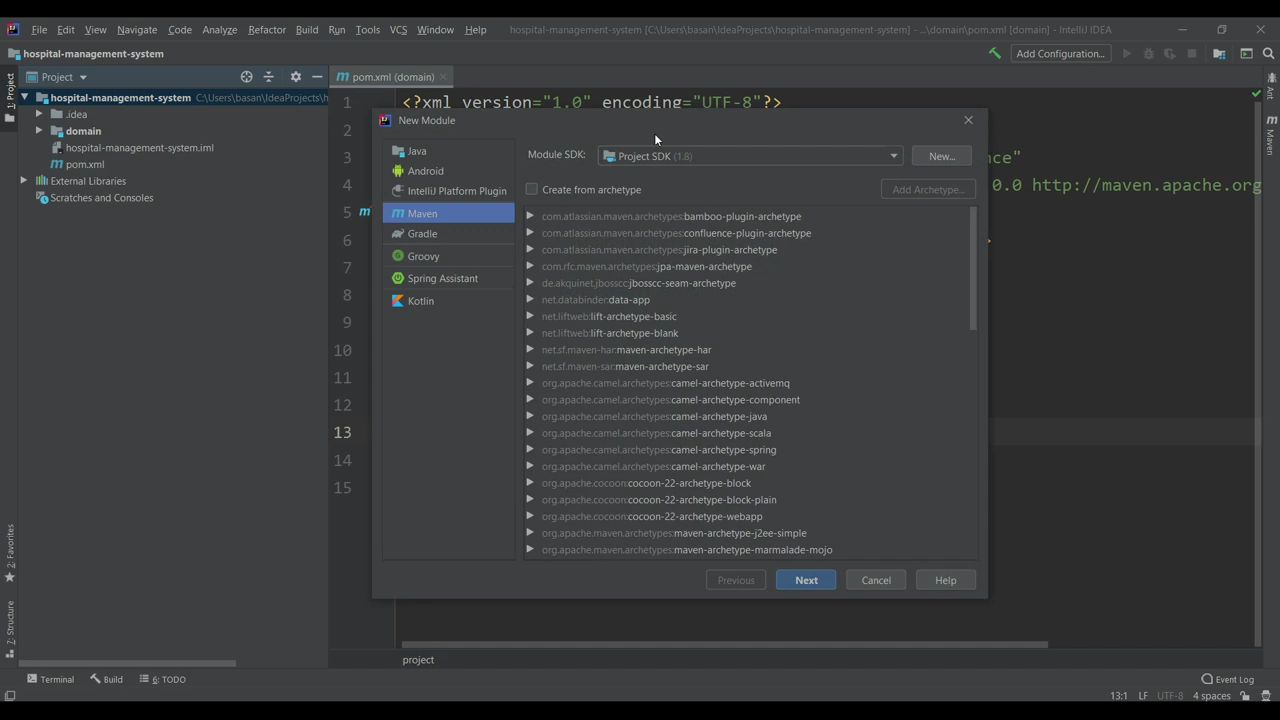 File Edit View Navigate Code Analyze Refactor Build Run Tools VCS Window Help hospital-management-system [C:\Users\basan\IdeaProjects\hospital-management-system] - ...\domain\pom.xml [domain] - IntelliJ IDEA
hospital-management-system
Add Configuration...
1: Project
Project
pom.xml (domain)
hospital-management-system C:\Users\basan\IdeaProjects\h
.idea
domain
hospital-management-system.iml
pom.xml
External Libraries
Scratches and Consoles
2: Favorites
7: Structure
Ant
Maven
1 <?xml version="1.0" encoding="UTF-8"?>
2
3 ce"
4 0.0 http://maven.apache.org
5
6
7
8
9
10
11
12
13
14
15
New Module
Java
Android
IntelliJ Platform Plugin
Maven
Gradle
Groovy
Spring Assistant
Kotlin
Module SDK: Project SDK (1.8) New...
Create from archetype Add Archetype...
com.atlassian.maven.archetypes:bamboo-plugin-archetype
com.atlassian.maven.archetypes:confluence-plugin-archetype
com.atlassian.maven.archetypes:jira-plugin-archetype
com.rfc.maven.archetypes:jpa-maven-archetype
de.akquinet.jbosscc:jbosscc-seam-archetype
net.databinder:data-app
net.liftweb:lift-archetype-basic
net.liftweb:lift-archetype-blank
net.sf.maven-har:maven-archetype-har
net.sf.maven-sar:maven-archetype-sar
org.apache.camel.archetypes:camel-archetype-activemq
org.apache.camel.archetypes:camel-archetype-component
org.apache.camel.archetypes:camel-archetype-java
org.apache.camel.archetypes:camel-archetype-scala
org.apache.camel.archetypes:camel-archetype-spring
org.apache.camel.archetypes:camel-archetype-war
org.apache.cocoon:cocoon-22-archetype-block
org.apache.cocoon:cocoon-22-archetype-block-plain
org.apache.cocoon:cocoon-22-archetype-webapp
org.apache.maven.archetypes:maven-archetype-j2ee-simple
org.apache.maven.archetypes:maven-archetype-marmalade-mojo
Previous Next Cancel Help
project
Terminal Build 6: TODO Event Log
13:1 LF UTF-8 4 spaces